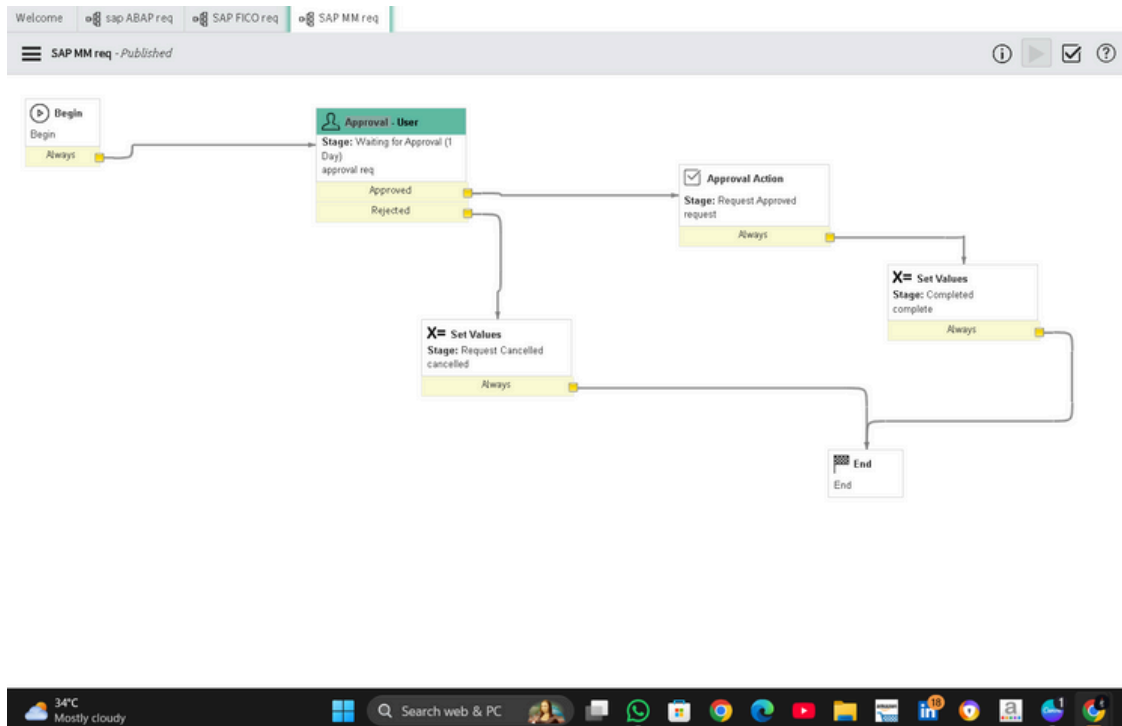 Welcome
sap ABAP req
SAP FICO req
SAP MM req
SAP MM req - Published
Begin
Begin
Always
Approval - User
Stage: Waiting for Approval (1
Day)
approval req
Approved
Rejected
Approval Action
Stage: Request Approved
request
Always
X= Set Values
Stage: Completed
complete
Always
X= Set Values
Stage: Request Cancelled
cancelled
Always
End
End
34°C
Mostly cloudy
Search web & PC
18
a
1